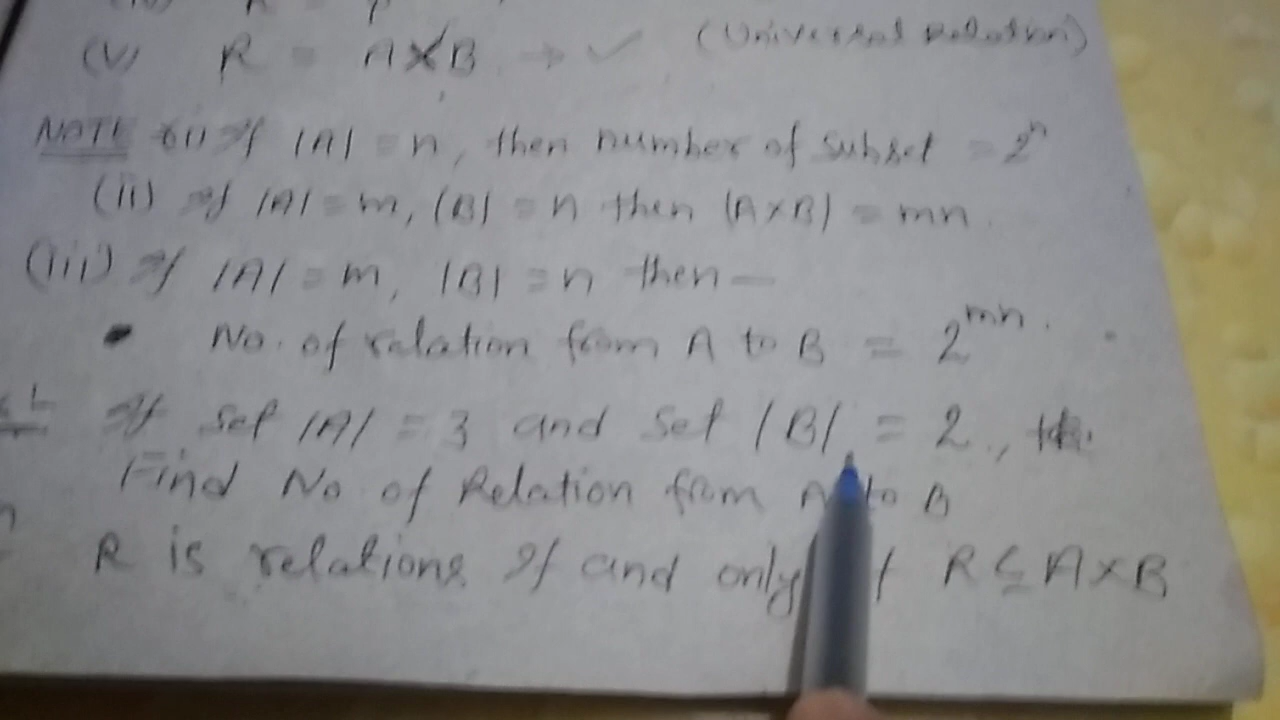 (v) R = A×B → ✓ (Universal Relation)
NOTE (i) If |A| = n, then number of subset = 2ⁿ
(ii) If |A| = m, |B| = n then |A×B| = mn.
(iii) If |A| = m, |B| = n then —
• No. of relation from A to B = 2ᵐⁿ.
If set |A| = 3 and set |B| = 2,
Find No of Relation from A to B
R is relations If and only R ⊆ A×B